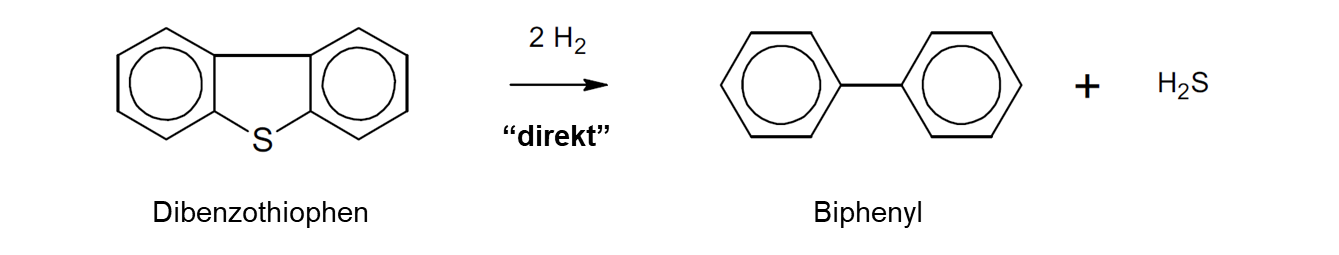 2 H₂
S
“direkt”
+
H₂S
Dibenzothiophen
Biphenyl